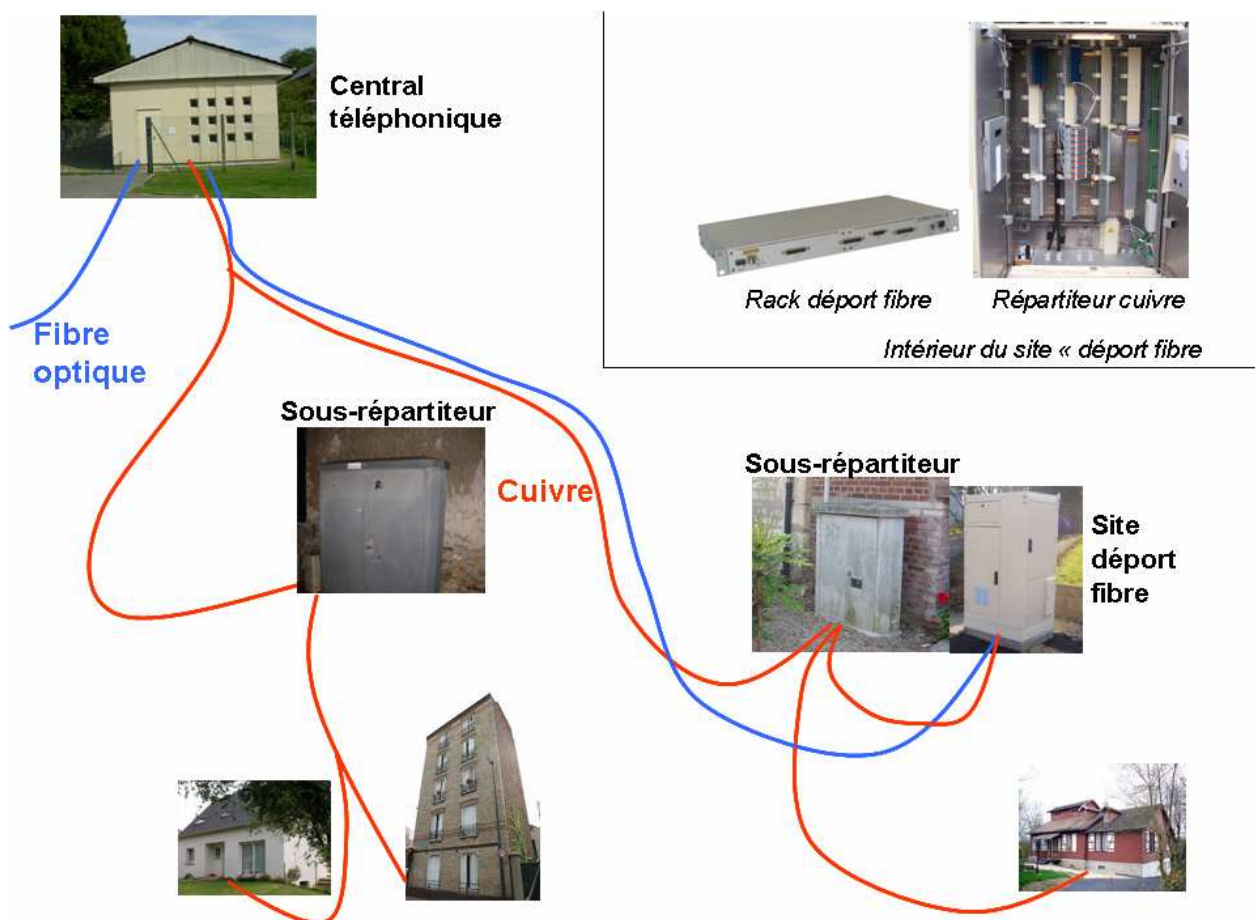 Central
téléphonique
Rack déport fibre
Répartiteur cuivre
Intérieur du site « déport fibre
Fibre
optique
Sous-répartiteur
Cuivre
Sous-répartiteur
Site
déport
fibre